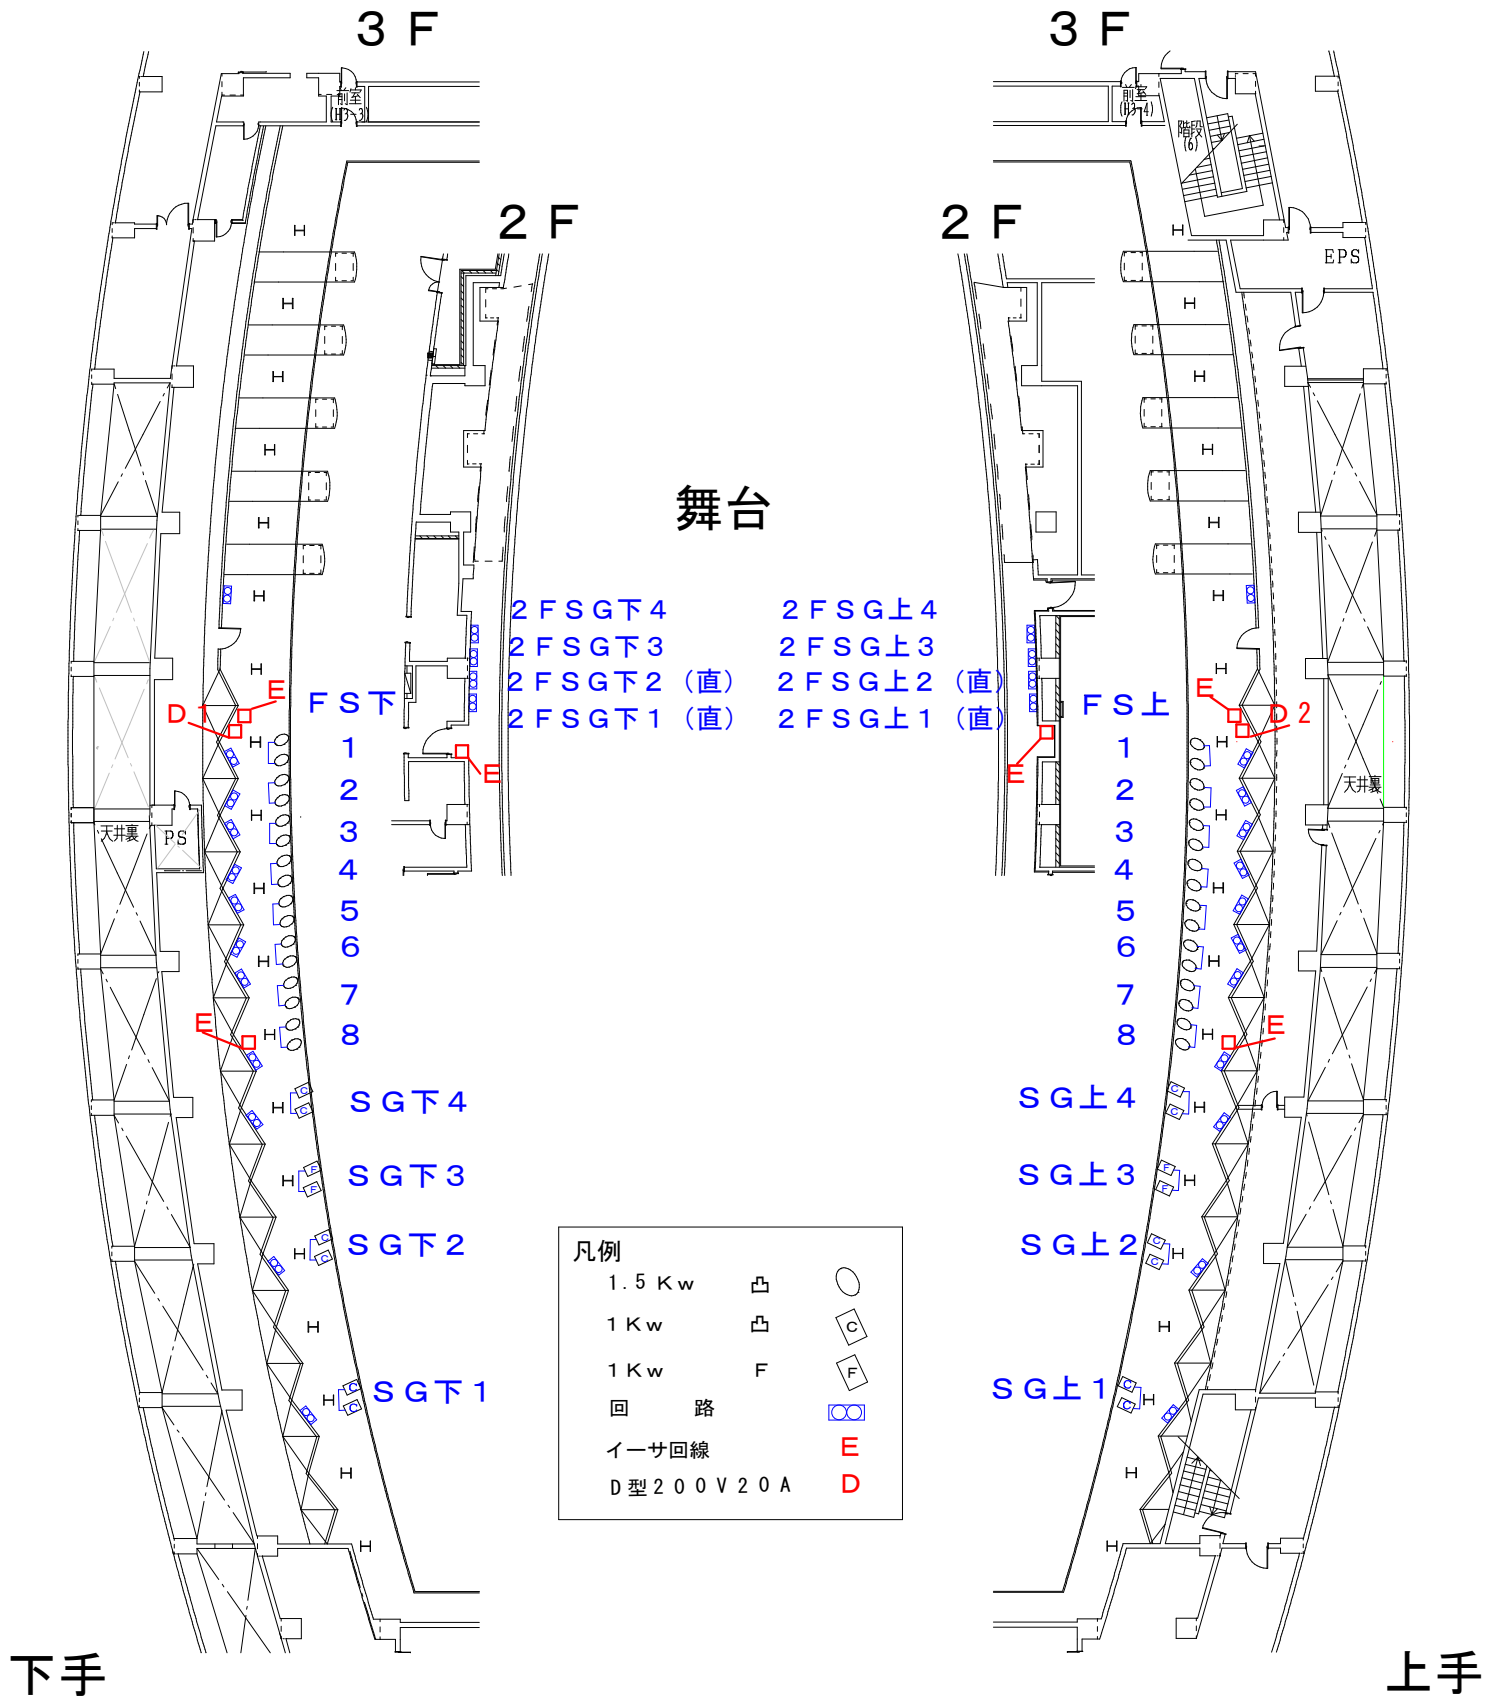 ３Ｆ
３Ｆ
前室
(H3-3)
前室
(H3-4)
階段
(6)
２Ｆ
２Ｆ
EPS
舞台
２ＦＳＧ下４
２ＦＳＧ上４
２ＦＳＧ下３
２ＦＳＧ上３
２ＦＳＧ下２（直）
２ＦＳＧ上２（直）
２ＦＳＧ下１（直）
２ＦＳＧ上１（直）
ＦＳ下
ＦＳ上
E
D 1
E
E
D 2
E
E
1
2
3
4
5
6
7
8
1
2
3
4
5
6
7
8
天井裏
PS
天井裏
E
E
ＳＧ下４
ＳＧ上４
ＳＧ下３
ＳＧ上３
ＳＧ下２
ＳＧ上２
ＳＧ下１
ＳＧ上１
凡例
1.5 Ｋｗ 凸
１Ｋｗ 凸 C
１Ｋｗ F F
回 路
イーサ回線 E
Ｄ型２００Ｖ２０Ａ D
下手
上手